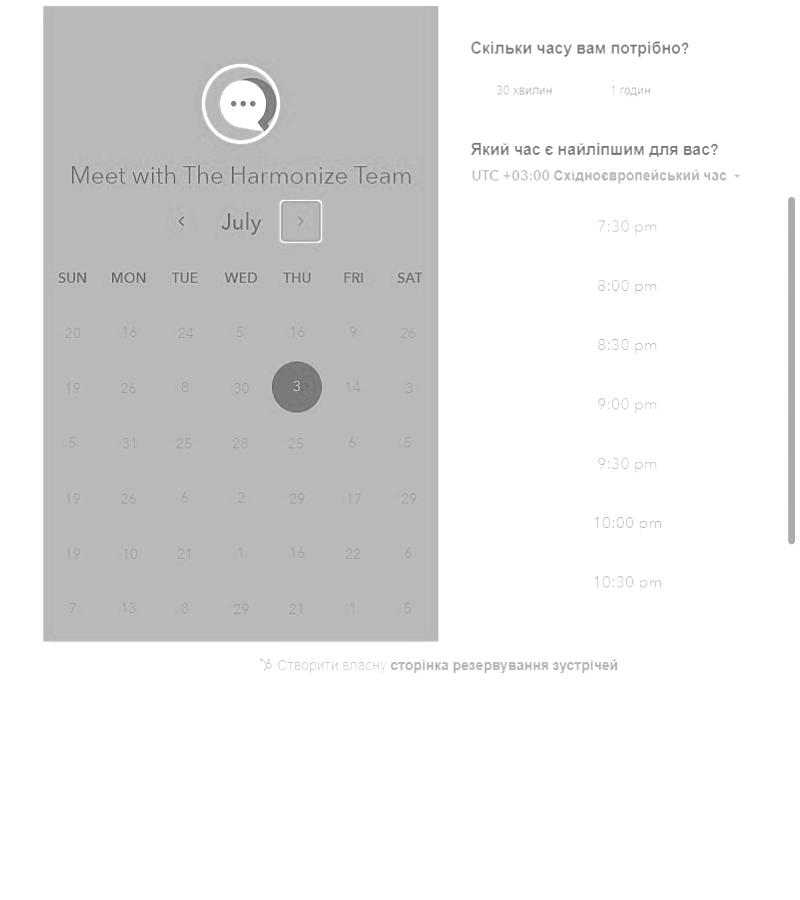 Meet with The Harmonize Team
July
SUN MON TUE WED THU FRI SAT
20 16 24 5 16 9 26
19 26 8 30 3 14 3
5 31 25 28 25 6 5
19 26 6 2 29 17 29
19 10 21 1 16 22 6
7 13 8 29 21 1 5
Скільки часу вам потрібно?
30 хвилин 1 годин
Який час є найліпшим для вас?
UTC +03:00 Східноєвропейський час
7:30 pm
8:00 pm
8:30 pm
9:00 pm
9:30 pm
10:00 pm
10:30 pm
Створити власну сторінка резервування зустрічей